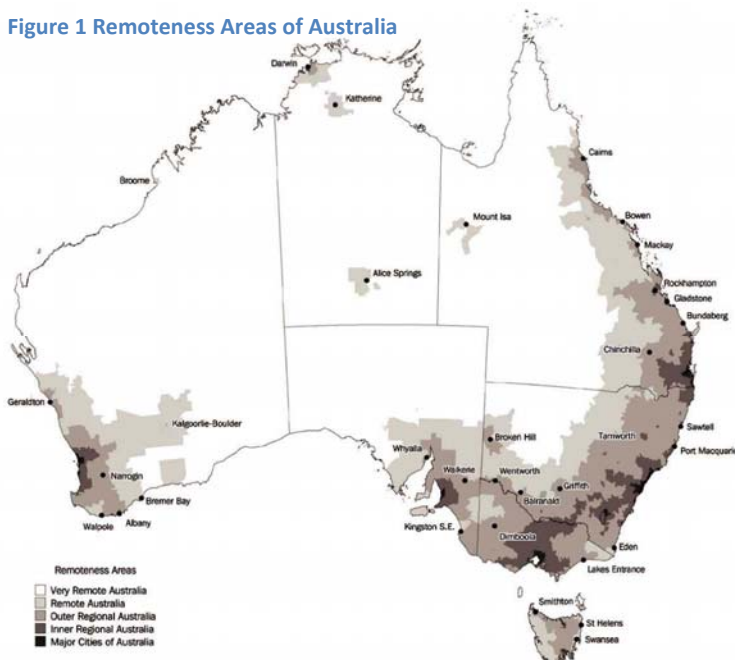 Figure 1 Remoteness Areas of Australia
Darwin
Katherine
Cairns
Broome
Mount Isa
Bowen
Mackay
Alice Springs
Rockhampton
Gladstone
Bundaberg
Chinchilla
Geraldton
Kalgoorlie-Boulder
Broken Hill
Tamworth
Sawtell
Port Macquarie
Whyalla
Waikerie
Wentworth
Narrogin
Griffith
Balranald
Bremer Bay
Walpole
Albany
Kingston S.E.
Dimboola
Eden
Lakes Entrance
Remoteness Areas
Very Remote Australia
Remote Australia
Outer Regional Australia
Inner Regional Australia
Major Cities of Australia
Smithton
St Helens
Swansea